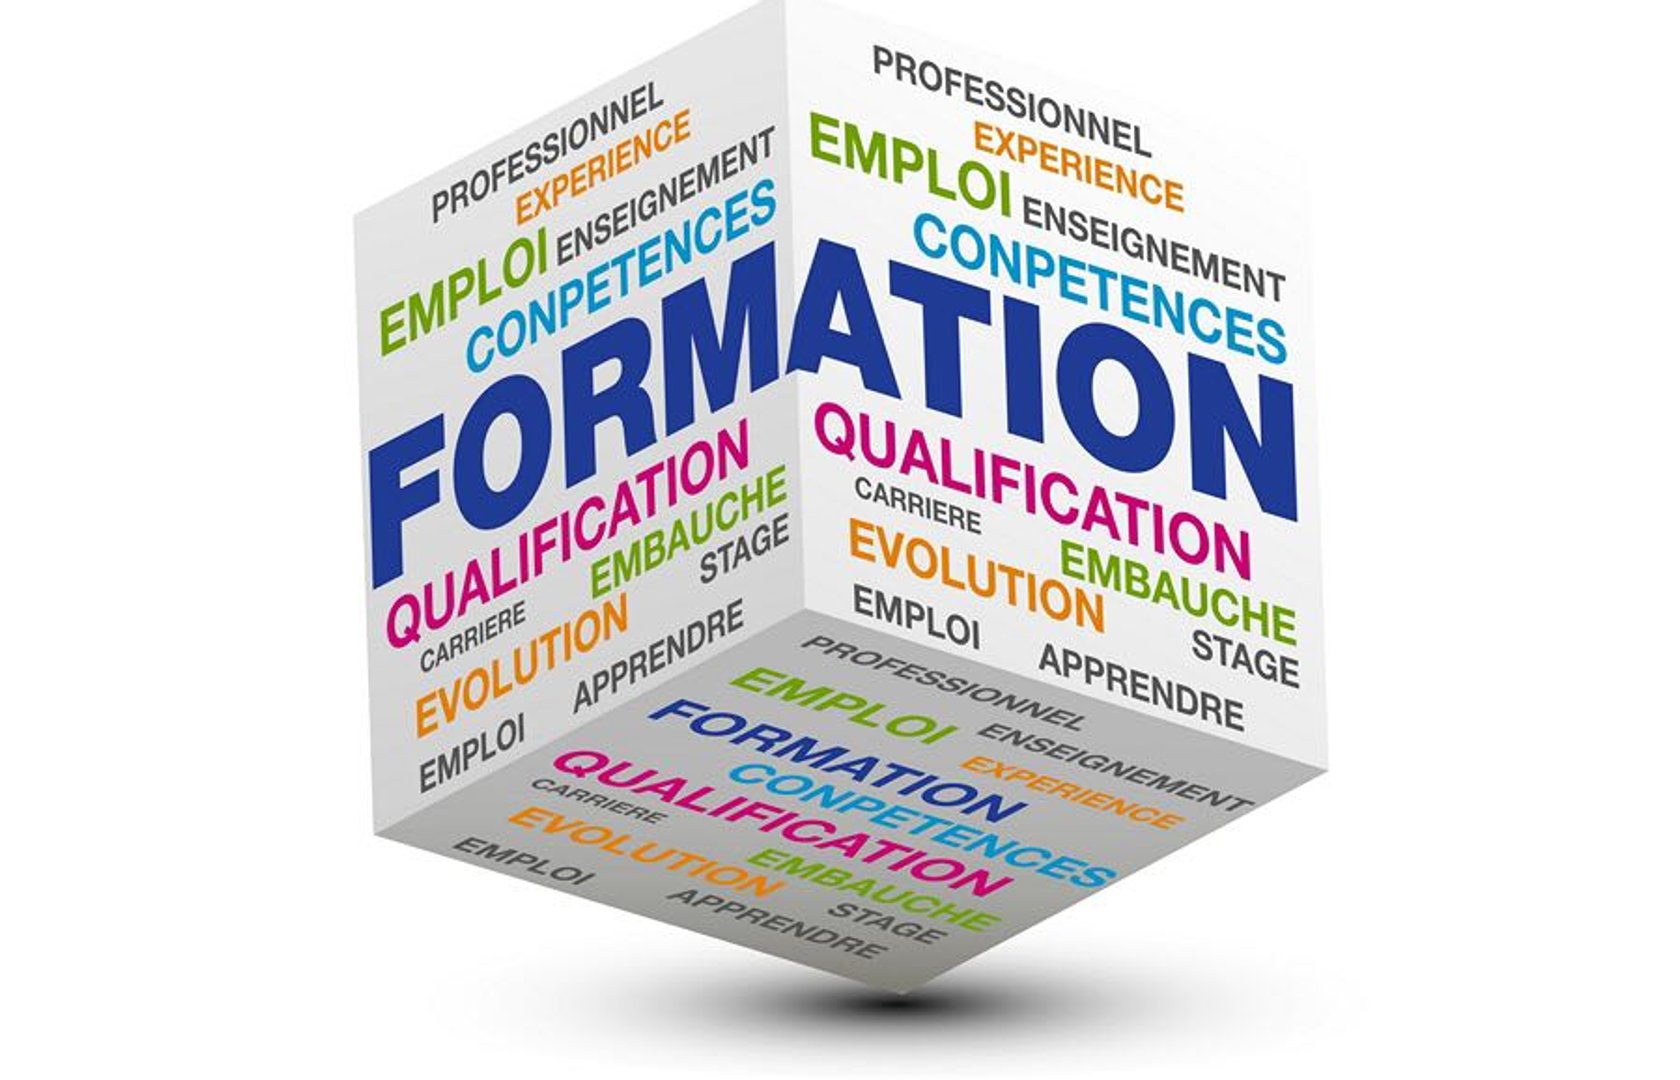 PROFESSIONNEL
EXPERIENCE
EMPLOI ENSEIGNEMENT
CONPETENCES
FORMATION
QUALIFICATION
CARRIERE EMBAUCHE
EVOLUTION STAGE
EMPLOI APPRENDRE
PROFESSIONNEL
EXPERIENCE
EMPLOI ENSEIGNEMENT
CONPETENCES
QUALIFICATION
CARRIERE
EVOLUTION EMBAUCHE
EMPLOI STAGE
APPRENDRE
PROFESSIONNEL
EMPLOI ENSEIGNEMENT
FORMATION EXPERIENCE
CONPETENCES
QUALIFICATION
CARRIERE
EVOLUTION EMBAUCHE
EMPLOI STAGE
APPRENDRE